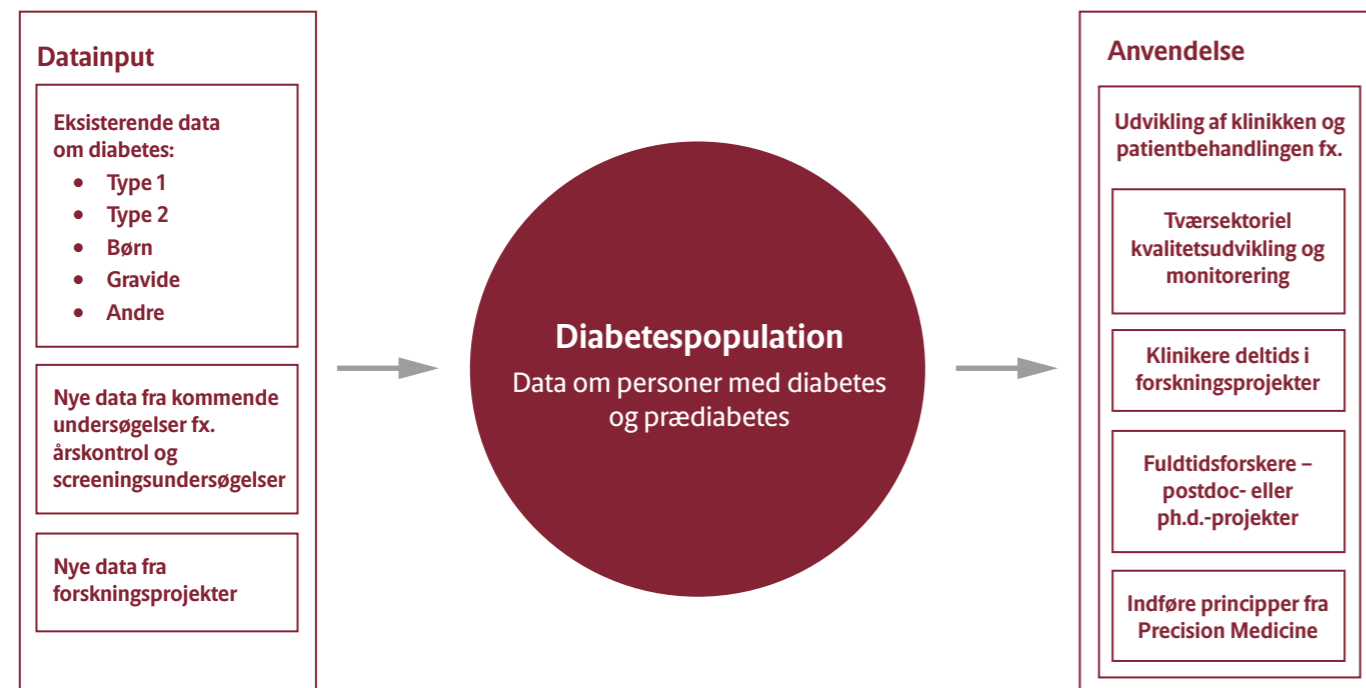 Datainput
Eksisterende data
om diabetes:
• Type 1
• Type 2
• Børn
• Gravide
• Andre
Nye data fra kommende
undersøgelser fx.
årskontrol og
screeningsundersøgelser
Nye data fra
forskningsprojekter
Diabetespopulation
Data om personer med diabetes
og prædiabetes
Anvendelse
Udvikling af klinikken og
patientbehandlingen fx.
Tværsektoriel
kvalitetsudvikling og
monitorering
Klinikere deltids i
forskningsprojekter
Fuldtidsforskere –
postdoc- eller
ph.d.-projekter
Indføre principper fra
Precision Medicine